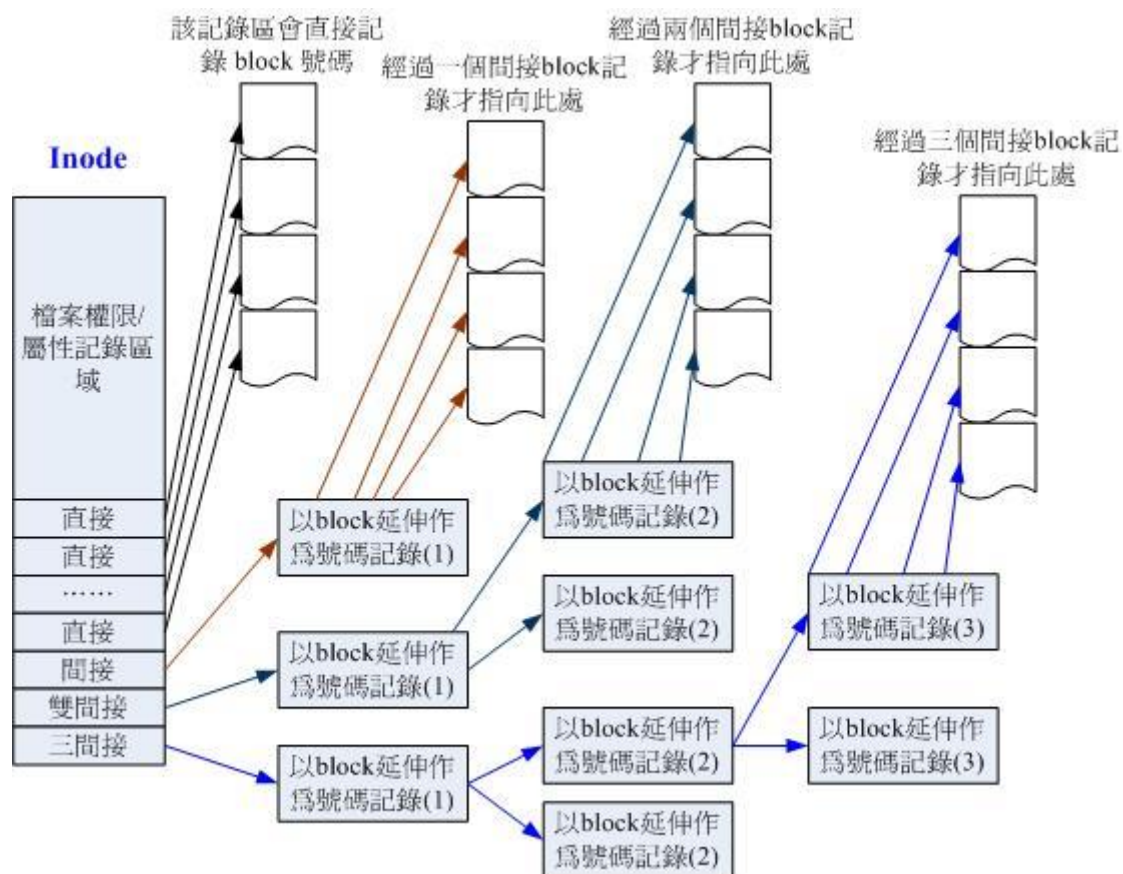 該記錄區會直接記
錄 block 號碼
經過一個間接block記
錄才指向此處
經過兩個間接block記
錄才指向此處
經過三個間接block記
錄才指向此處
Inode
檔案權限/
屬性記錄區
域
直接
直接
……
直接
間接
雙間接
三間接
以block延伸作
爲號碼記錄(1)
以block延伸作
爲號碼記錄(1)
以block延伸作
爲號碼記錄(1)
以block延伸作
爲號碼記錄(2)
以block延伸作
爲號碼記錄(2)
以block延伸作
爲號碼記錄(2)
以block延伸作
爲號碼記錄(2)
以block延伸作
爲號碼記錄(3)
以block延伸作
爲號碼記錄(3)